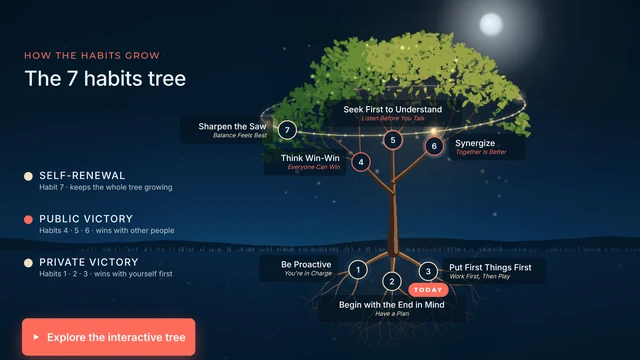 HOW THE HABITS GROW
The 7 habits tree
SELF-RENEWAL
Habit 7 · keeps the whole tree growing
PUBLIC VICTORY
Habits 4 · 5 · 6 · wins with other people
PRIVATE VICTORY
Habits 1 · 2 · 3 · wins with yourself first
Explore the interactive tree
Seek First to Understand
Listen Before You Talk
5
Sharpen the Saw
Balance Feels Best
7
Synergize
Together Is Better
6
Think Win-Win
Everyone Can Win
4
Be Proactive
You're in Charge
1
2
3
Put First Things First
Work First, Then Play
TODAY
Begin with the End in Mind
Have a Plan